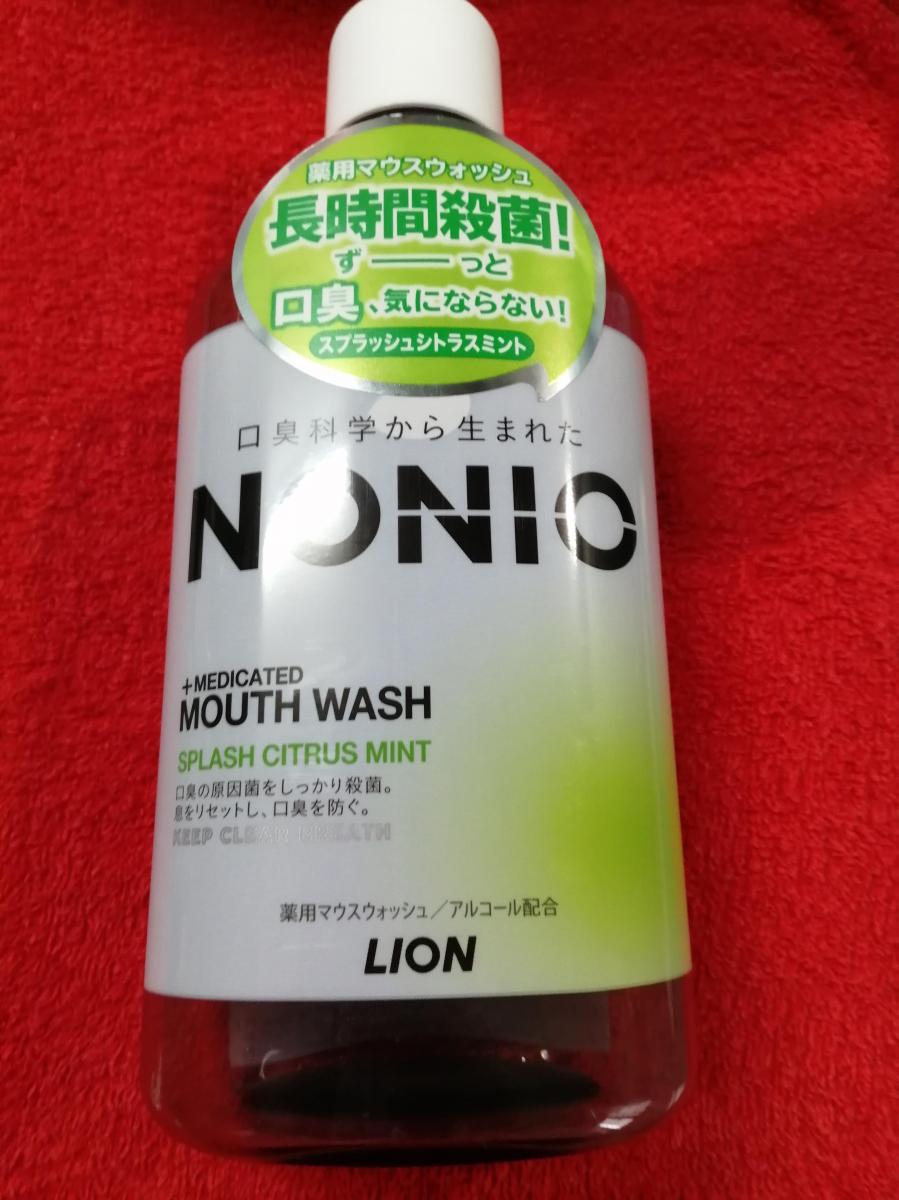 薬用マウスウォッシュ
長時間殺菌!
ず――っと
口臭、気にならない!
スプラッシュシトラスミント
口臭科学から生まれた
NONIO
+MEDICATED
MOUTH WASH
SPLASH CITRUS MINT
口臭の原因菌をしっかり殺菌。
息をリセットし、口臭を防ぐ。
KEEP CLEAR BREATH
薬用マウスウォッシュ/アルコール配合
LION